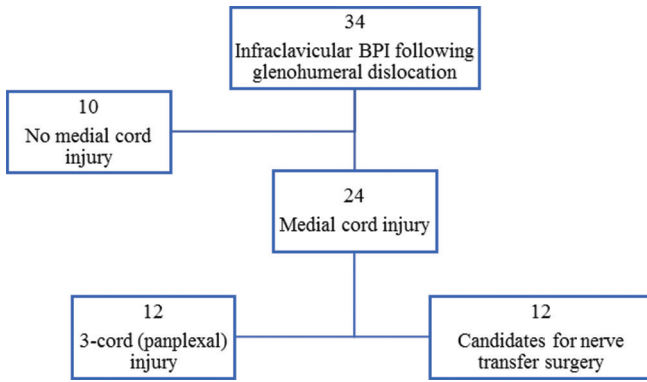 34
Infraclavicular BPI following
glenohumeral dislocation
10
No medial cord
injury
24
Medial cord injury
12
3-cord (panplexal)
injury
12
Candidates for nerve
transfer surgery